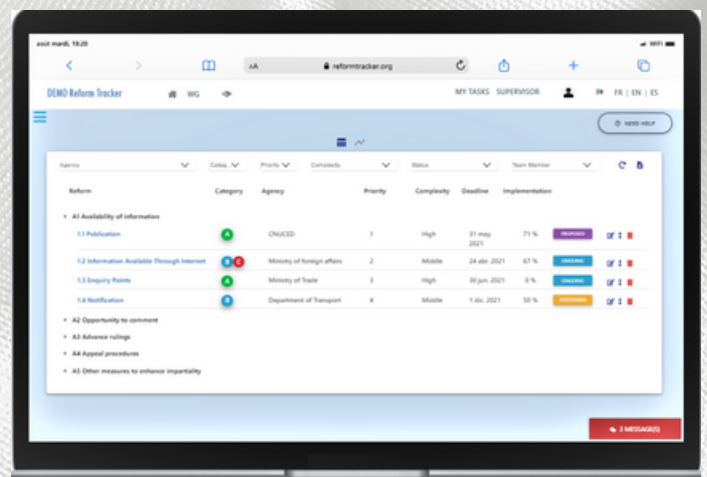 août mardi, 18:20 WiFi
AA reformtracker.org
DEMO Reform Tracker WG MY TASKS SUPERVISOR FR | EN | ES
NEED HELP
Agency Categ... Priority Complexity Status Team Member
Reform Category Agency Priority Complexity Deadline Implementation
A1 Availability of information
1.1 Publication A CNUCED 1 High 31 may. 2021 71 % PROPOSED
1.2 Information Available Through Internet B C Ministry of foreign affairs 2 Middle 24 abr. 2021 67 % ONGOING
1.3 Enquiry Points A Ministry of Trade 3 High 30 jun. 2021 0 % ONGOING
1.4 Notification B Department of Transport 4 Middle 1 dic. 2021 50 %
A2 Opportunity to comment
A3 Advance rulings
A4 Appeal procedures
A5 Other measures to enhance impartiality
2 MESSAGE(S)